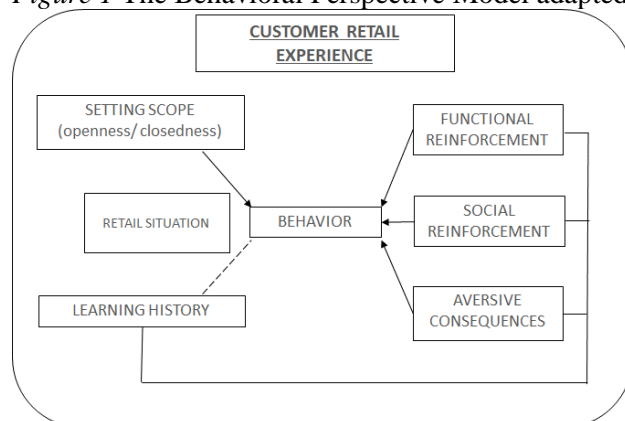 Figure 1 The Behavioral Perspective Model adapted
CUSTOMER RETAIL
EXPERIENCE
SETTING SCOPE
(openness/ closedness)
FUNCTIONAL
REINFORCEMENT
RETAIL SITUATION
BEHAVIOR
SOCIAL
REINFORCEMENT
LEARNING HISTORY
AVERSIVE
CONSEQUENCES